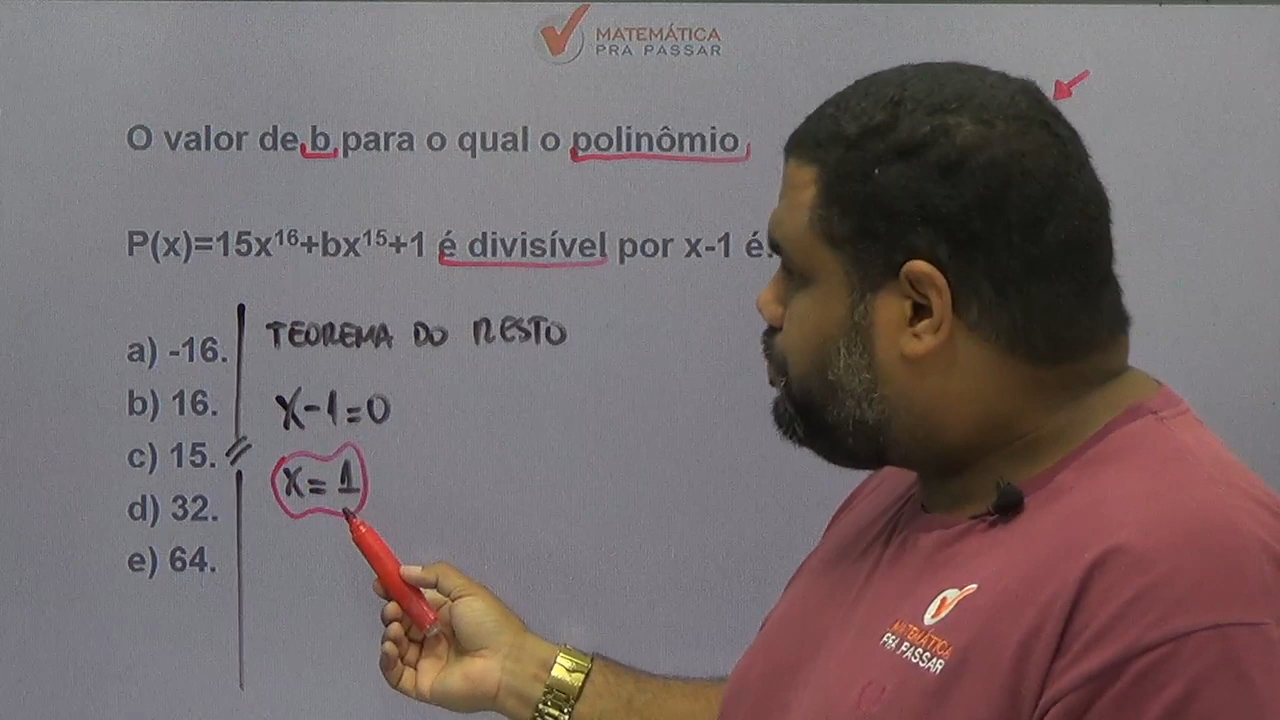 MATEMÁTICA
PRA PASSAR
O valor de b para o qual o polinômio
P(x)=15x¹⁶+bx¹⁵+1 é divisível por x-1 é:
a) -16.
b) 16.
c) 15.
d) 32.
e) 64.
TEOREMA DO RESTO
x-1=0
x=1
MATEMÁTICA
PRA PASSAR